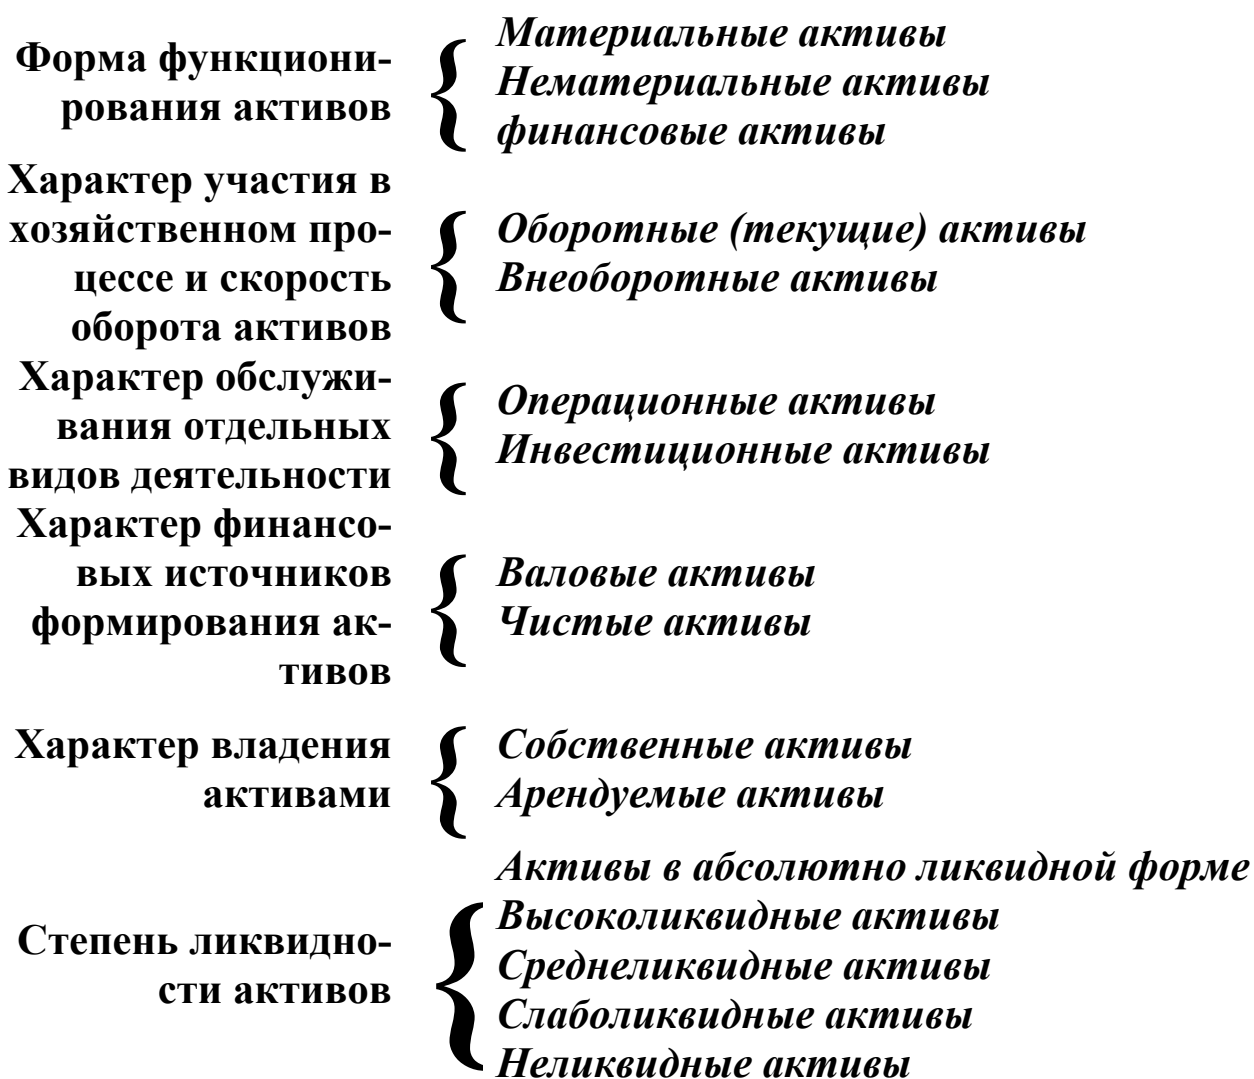 Форма функциони-
рования активов
{
Материальные активы
Нематериальные активы
финансовые активы
Характер участия в
хозяйственном про-
цессе и скорость
оборота активов
{
Оборотные (текущие) активы
Внеоборотные активы
Характер обслужи-
вания отдельных
видов деятельности
{
Операционные активы
Инвестиционные активы
Характер финансо-
вых источников
формирования ак-
тивов
{
Валовые активы
Чистые активы
Характер владения
активами
{
Собственные активы
Арендуемые активы
Степень ликвидно-
сти активов
{
Активы в абсолютно ликвидной форме
Высоколиквидные активы
Среднеликвидные активы
Слаболиквидные активы
Неликвидные активы